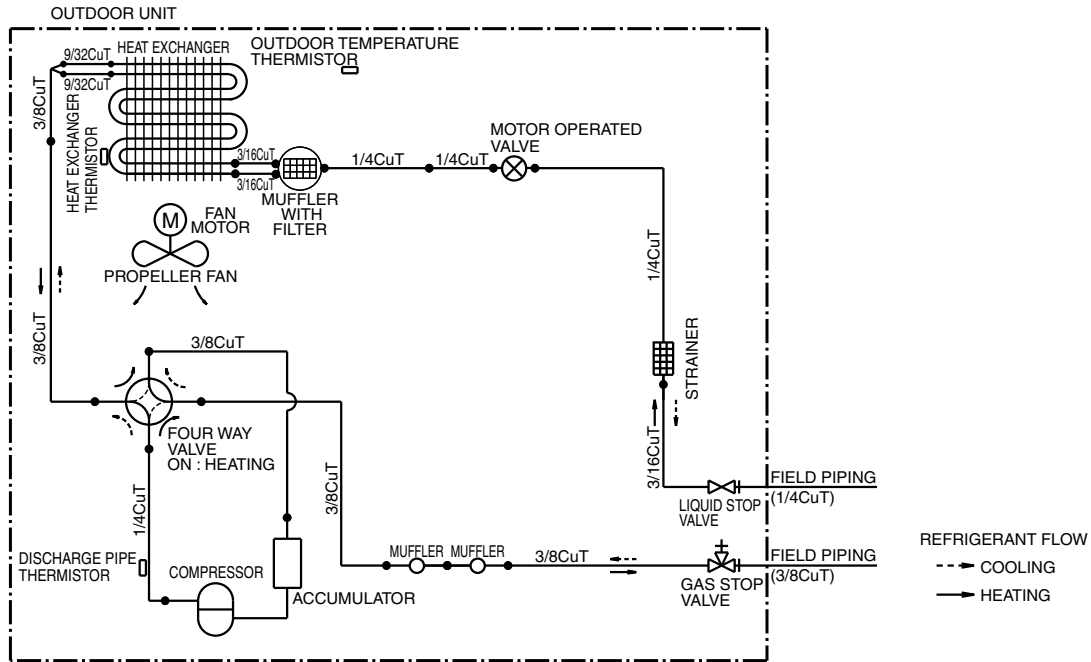 OUTDOOR UNIT
9/32CuT
HEAT EXCHANGER
OUTDOOR TEMPERATURE
THERMISTOR
9/32CuT
3/8CuT
HEAT EXCHANGER
THERMISTOR
3/16CuT
3/16CuT
MUFFLER
WITH
FILTER
1/4CuT
1/4CuT
MOTOR OPERATED
VALVE
M
FAN
MOTOR
PROPELLER FAN
1/4CuT
3/8CuT
3/8CuT
STRAINER
FOUR WAY
VALVE
ON : HEATING
3/8CuT
3/16CuT
1/4CuT
LIQUID STOP
VALVE
FIELD PIPING
(1/4CuT)
DISCHARGE PIPE
THERMISTOR
COMPRESSOR
ACCUMULATOR
MUFFLER
MUFFLER
3/8CuT
GAS STOP
VALVE
FIELD PIPING
(3/8CuT)
REFRIGERANT FLOW
COOLING
HEATING